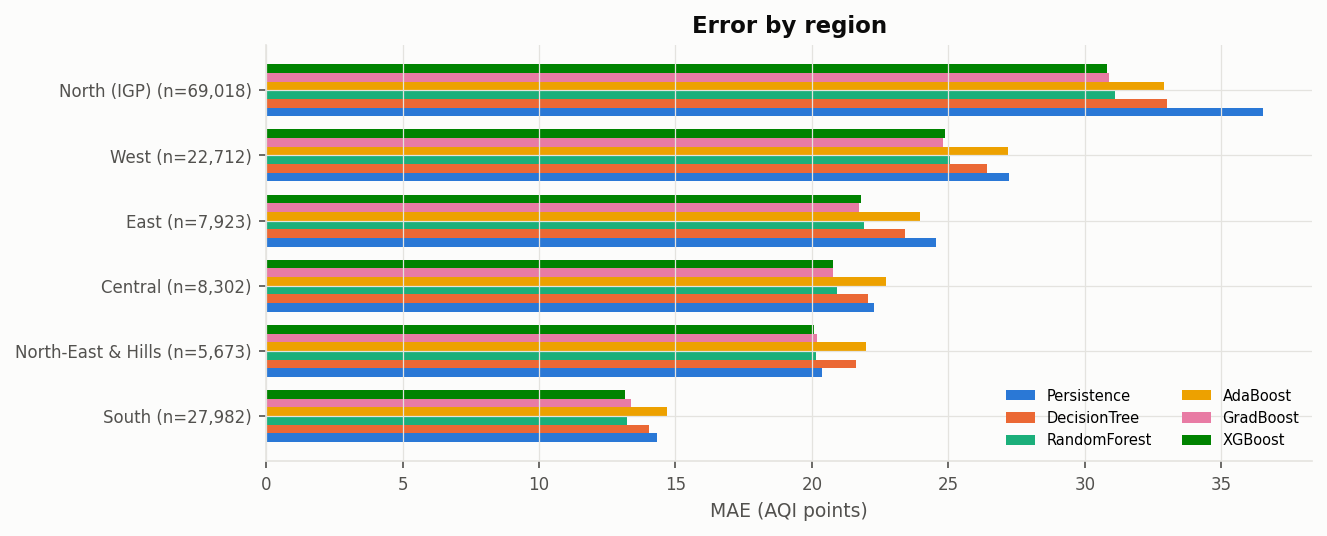 Error by region
North (IGP) (n=69,018)
West (n=22,712)
East (n=7,923)
Central (n=8,302)
North-East & Hills (n=5,673)
South (n=27,982)
Persistence
DecisionTree
RandomForest
AdaBoost
GradBoost
XGBoost
0 5 10 15 20 25 30 35
MAE (AQI points)